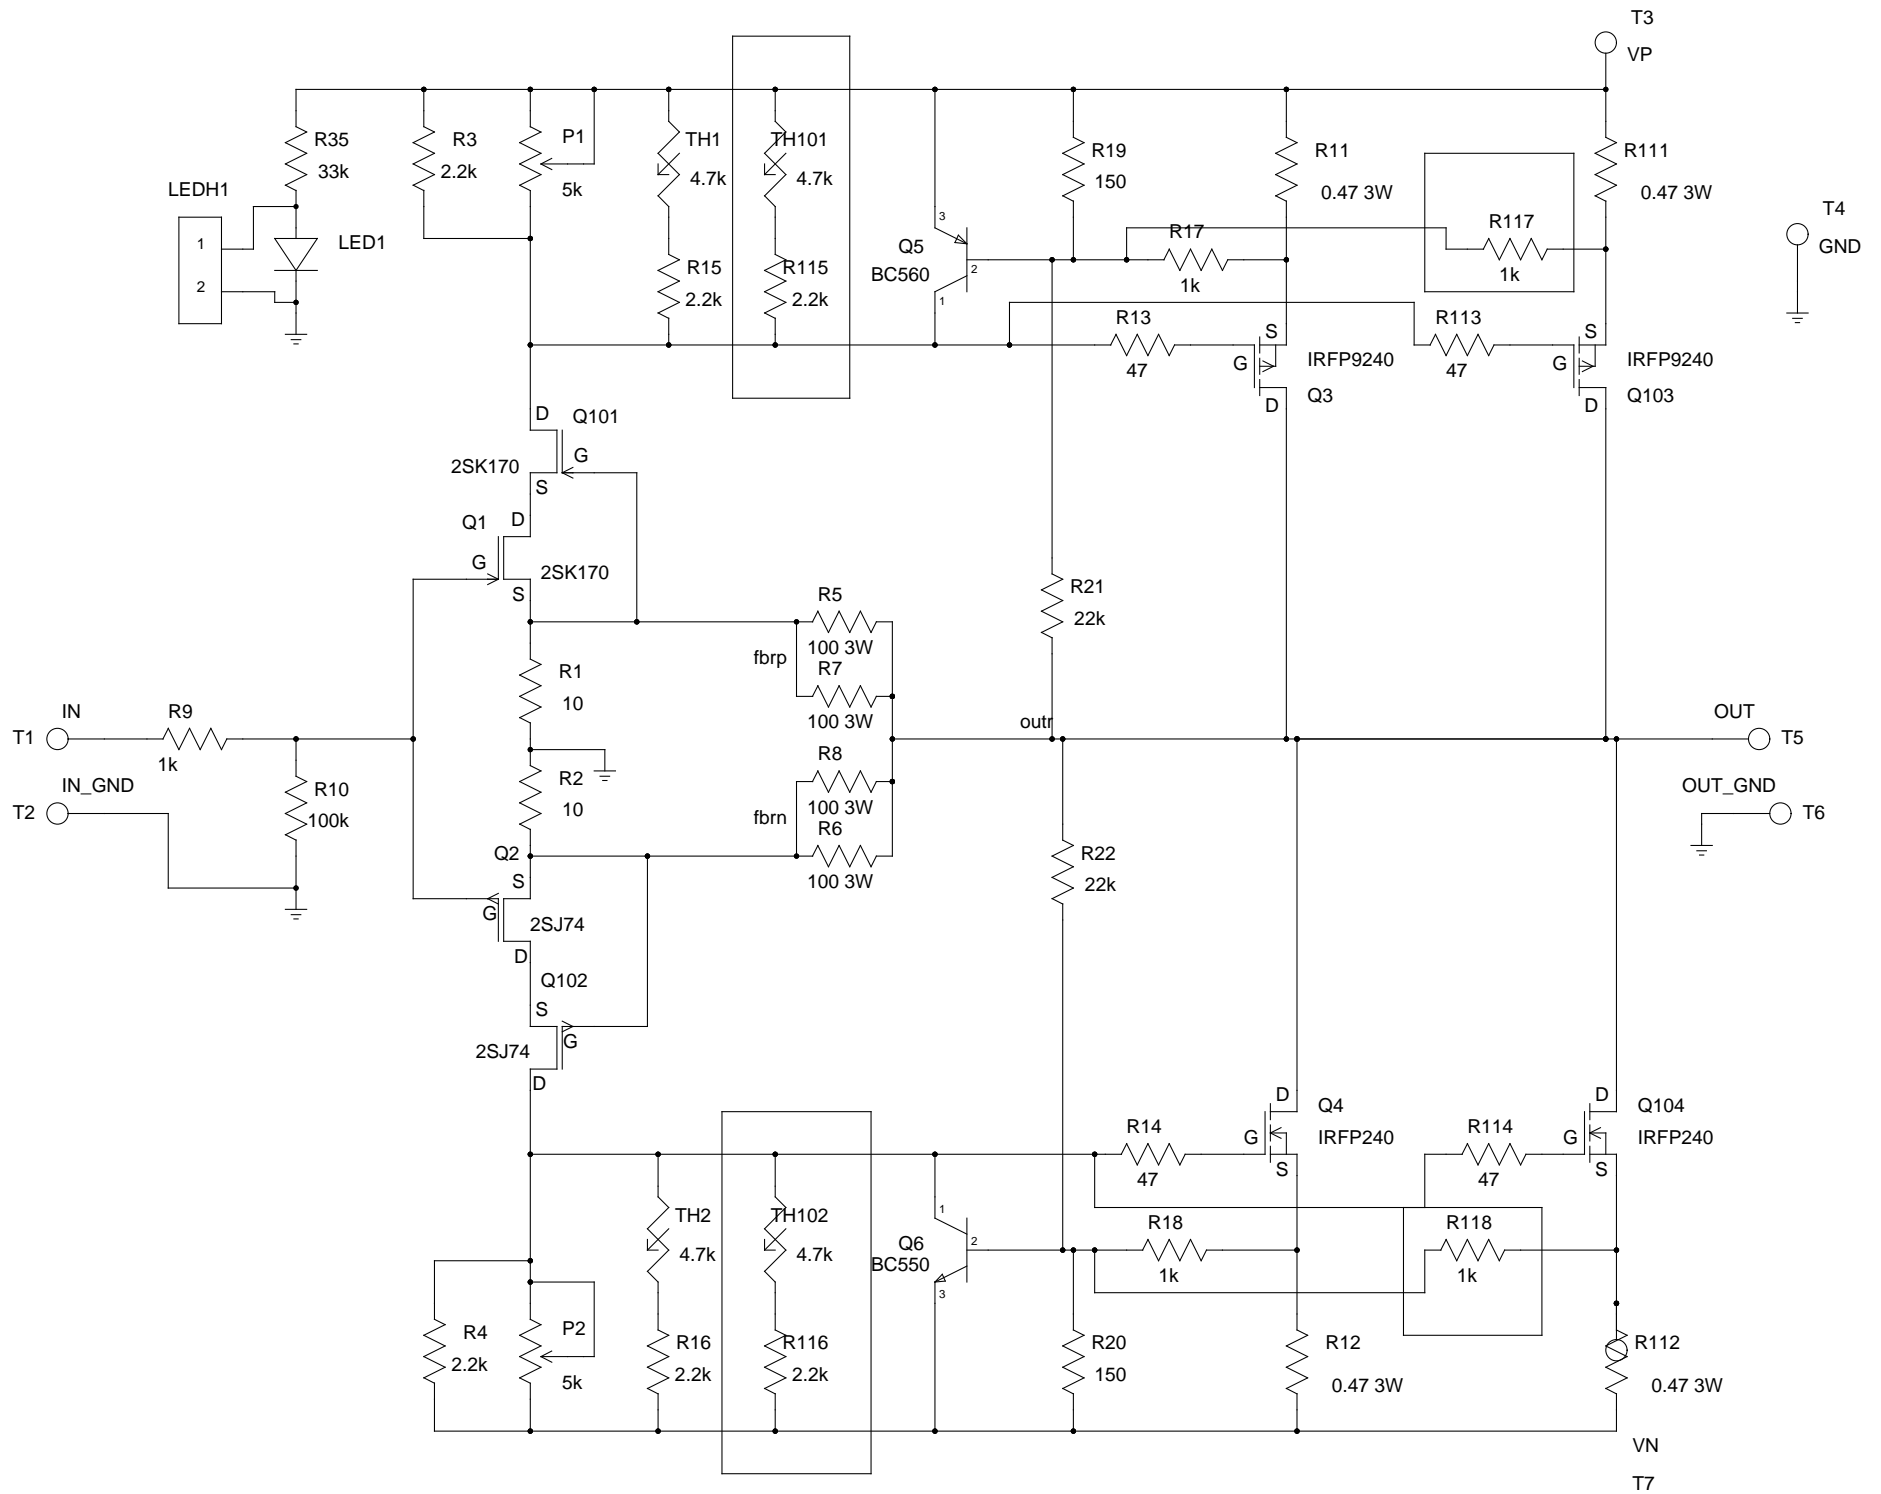 T3
VP
R35
33k
R3
2.2k
P1
5k
TH1
4.7k
TH101
4.7k
R19
150
R11
0.47 3W
R111
0.47 3W
LEDH1
1
2
LED1
R15
2.2k
R115
2.2k
3
Q5
BC560
2
1
R17
1k
R117
1k
T4
GND
R13
47
S
G
D
IRFP9240
Q3
R113
47
S
G
D
IRFP9240
Q103
D
Q101
G
2SK170
S
Q1
D
G
2SK170
S
R5
100 3W
fbrp
R7
100 3W
R21
22k
R1
10
IN
T1
R9
1k
outr
OUT
T5
IN_GND
T2
R10
100k
R2
10
R8
100 3W
fbrn
R6
100 3W
OUT_GND
T6
R22
22k
Q2
S
G
2SJ74
D
Q102
S
G
2SJ74
D
R14
47
D
G
S
Q4
IRFP240
R114
47
D
G
S
Q104
IRFP240
TH2
4.7k
TH102
4.7k
1
Q6
BC550
2
3
R18
1k
R118
1k
R4
2.2k
P2
5k
R16
2.2k
R116
2.2k
R20
150
R12
0.47 3W
R112
0.47 3W
VN
T7